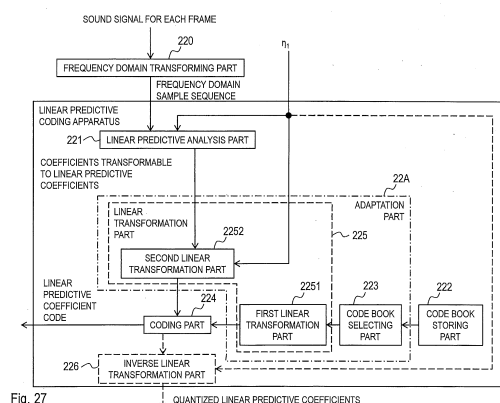 SOUND SIGNAL FOR EACH FRAME
220
η1
FREQUENCY DOMAIN TRANSFORMING PART
FREQUENCY DOMAIN
SAMPLE SEQUENCE
LINEAR PREDICTIVE
CODING APPARATUS
221
LINEAR PREDICTIVE ANALYSIS PART
COEFFICIENTS TRANSFORMABLE
TO LINEAR PREDICTIVE
COEFFICIENTS
22A
ADAPTATION
PART
LINEAR
TRANSFORMATION
PART
225
2252
SECOND LINEAR
TRANSFORMATION PART
LINEAR
PREDICTIVE
COEFFICIENT
CODE
224
CODING PART
2251
FIRST LINEAR
TRANSFORMATION
PART
223
CODE BOOK
SELECTING
PART
222
CODE BOOK
STORING
PART
226
INVERSE LINEAR
TRANSFORMATION PART
Fig. 27
QUANTIZED LINEAR PREDICTIVE COEFFICIENTS